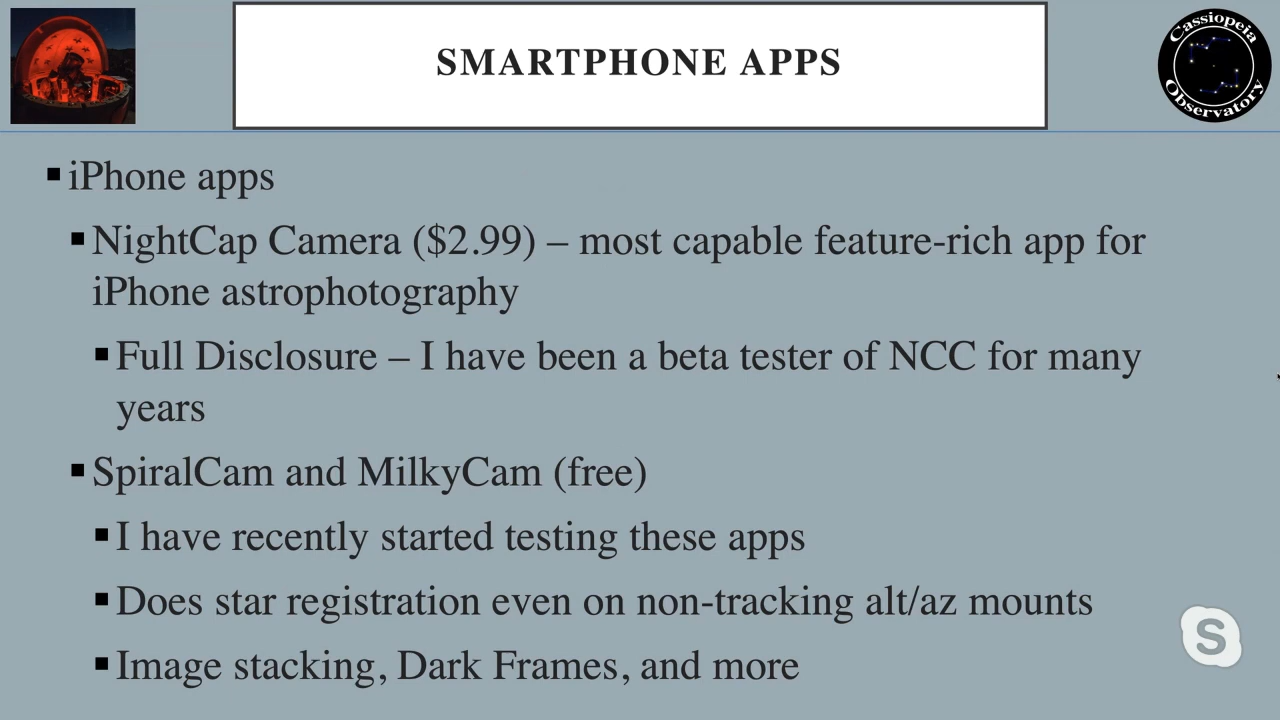 SMARTPHONE APPS
Cassiopeia
Observatory
▪iPhone apps
▪NightCap Camera ($2.99) – most capable feature-rich app for
iPhone astrophotography
▪Full Disclosure – I have been a beta tester of NCC for many
years
▪SpiralCam and MilkyCam (free)
▪I have recently started testing these apps
▪Does star registration even on non-tracking alt/az mounts
▪Image stacking, Dark Frames, and more
S